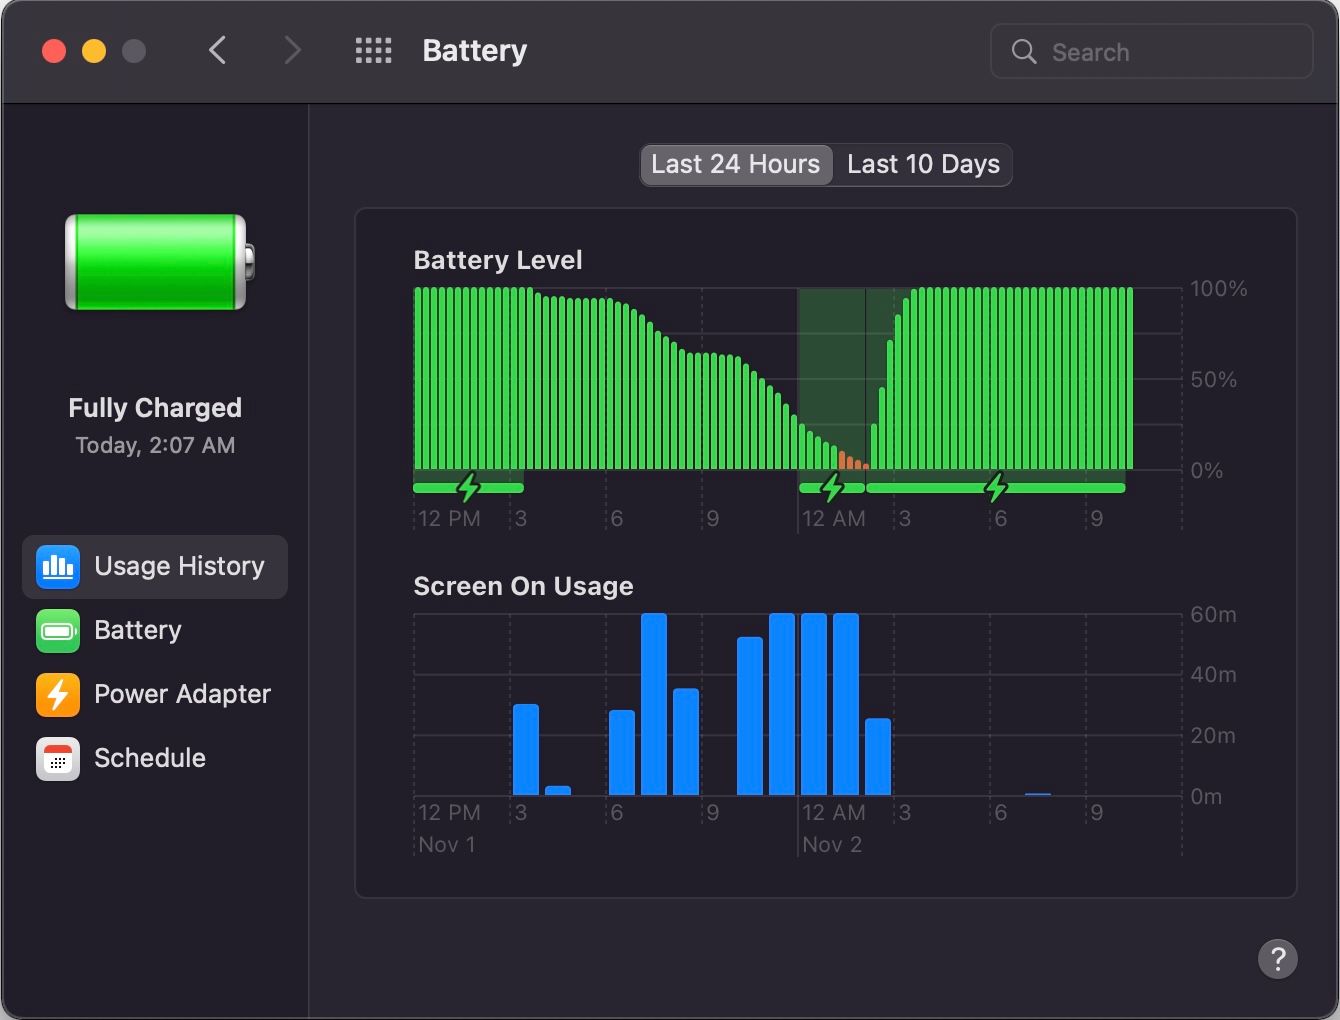 Battery
Search
Last 24 Hours
Last 10 Days
Fully Charged
Today, 2:07 AM
Usage History
Battery
Power Adapter
Schedule
Battery Level
100%
50%
0%
12 PM 3 6 9 12 AM 3 6 9
Screen On Usage
60m
40m
20m
0m
12 PM 3 6 9 12 AM 3 6 9
Nov 1 Nov 2
?